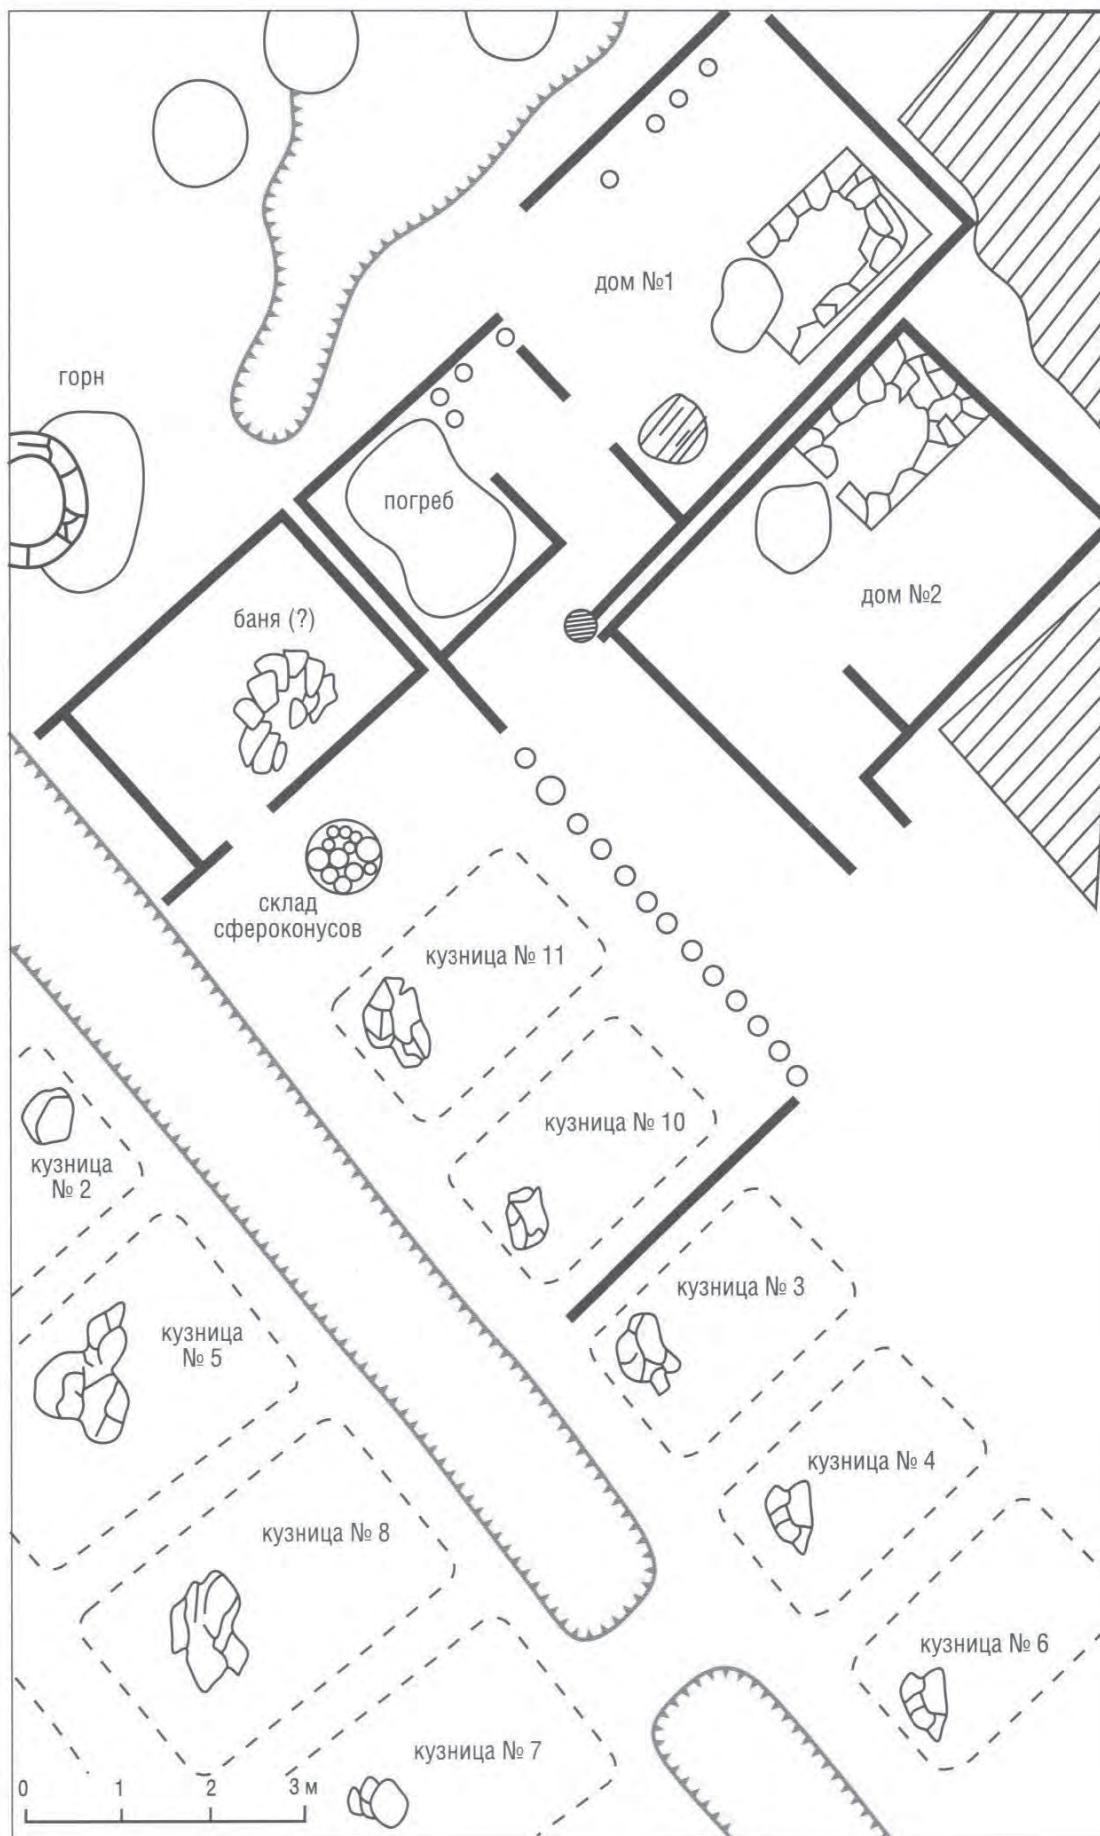 дом №1
горн
погреб
дом №2
баня (?)
склад
сфероконусов
кузница № 11
кузница № 10
кузница
№ 2
кузница № 3
кузница
№ 5
кузница № 4
кузница № 8
кузница № 6
кузница № 7
0 1 2 3 м